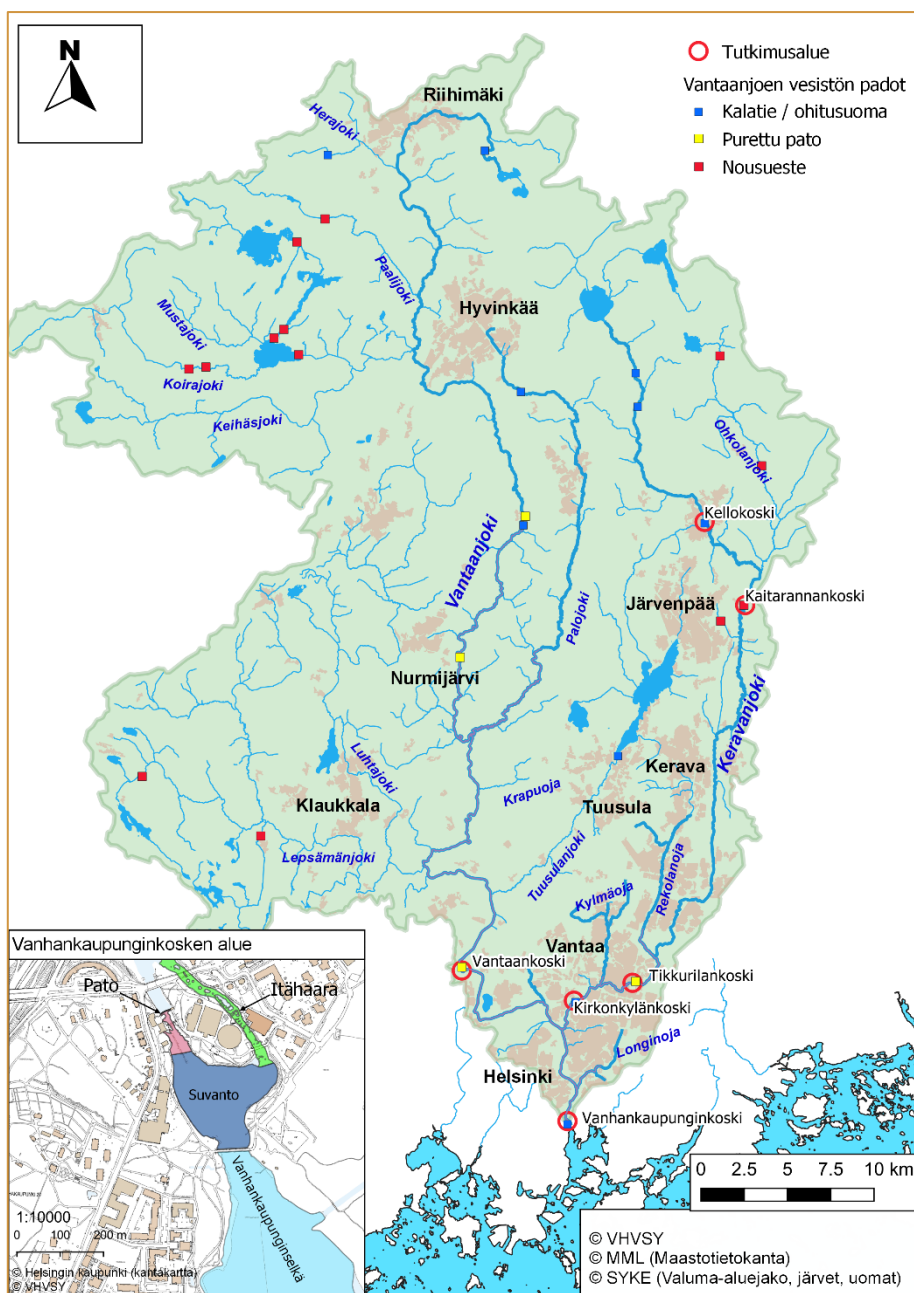 N
Tutkimusalue
Vantaanjoen vesistön padot
Kalatie / ohitusuoma
Purettu pato
Nousueste
Riihimäki
Herajoki
Paalijoki
Hyvinkää
Mustajoki
Koirajoki
Keihäsjoki
Ohkolanjoki
Kellokoski
Vantaanjoki
Kaitarannankoski
Järvenpää
Palojoki
Nurmijärvi
Keravanjoki
Luhtajoki
Kerava
Krapuoja
Klaukkala
Tuusula
Lepsämänjoki
Tuusulanjoki
Rekolanoja
Kylmäoja
Vantaa
Vantaankoski
Tikkurilankoski
Kirkonkylänkoski
Longinoja
Helsinki
Vanhankaupunginkoski
Vanhankaupunginkosken alue
Pato
Itähaara
Suvanto
Vanhankaupunginselkä
1:10000
0 100 200 m
© Helsingin kaupunki (kantakartta)
© VHVSY
0 2.5 5 7.5 10 km
© VHVSY
© MML (Maastotietokanta)
© SYKE (Valuma-aluejako, järvet, uomat)